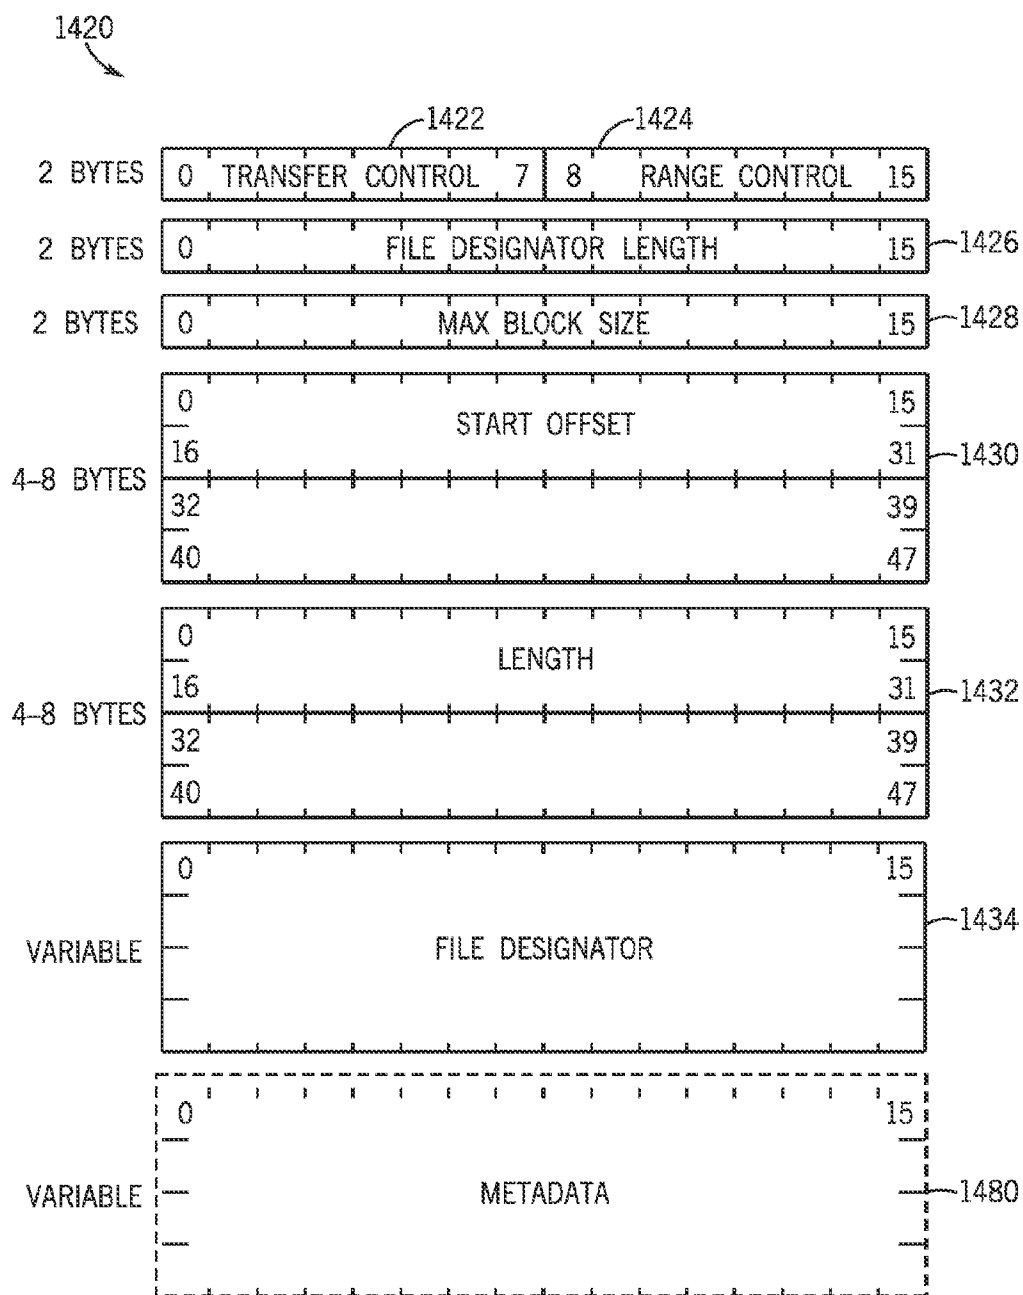 1420
1422 1424
2 BYTES 0 TRANSFER CONTROL 7 8 RANGE CONTROL 15
2 BYTES 0 FILE DESIGNATOR LENGTH 15 1426
2 BYTES 0 MAX BLOCK SIZE 15 1428
0 15
START OFFSET
16 31 1430
4-8 BYTES
32 39
40 47
0 15
LENGTH
16 31 1432
4-8 BYTES
32 39
40 47
0 15
1434
VARIABLE FILE DESIGNATOR
0 15
VARIABLE METADATA 1480